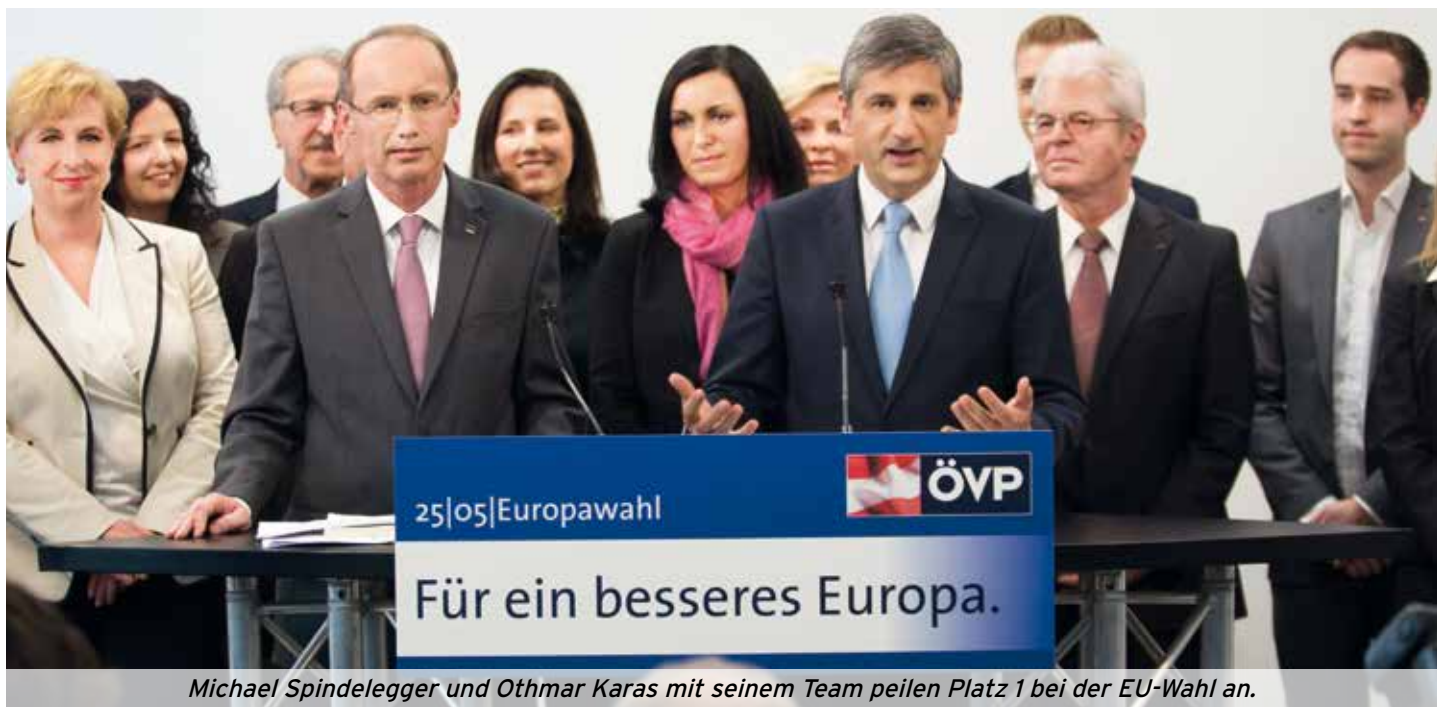 ÖVP
25|05|Europawahl
Für ein besseres Europa.
Michael Spindelegger und Othmar Karas mit seinem Team peilen Platz 1 bei der EU-Wahl an.